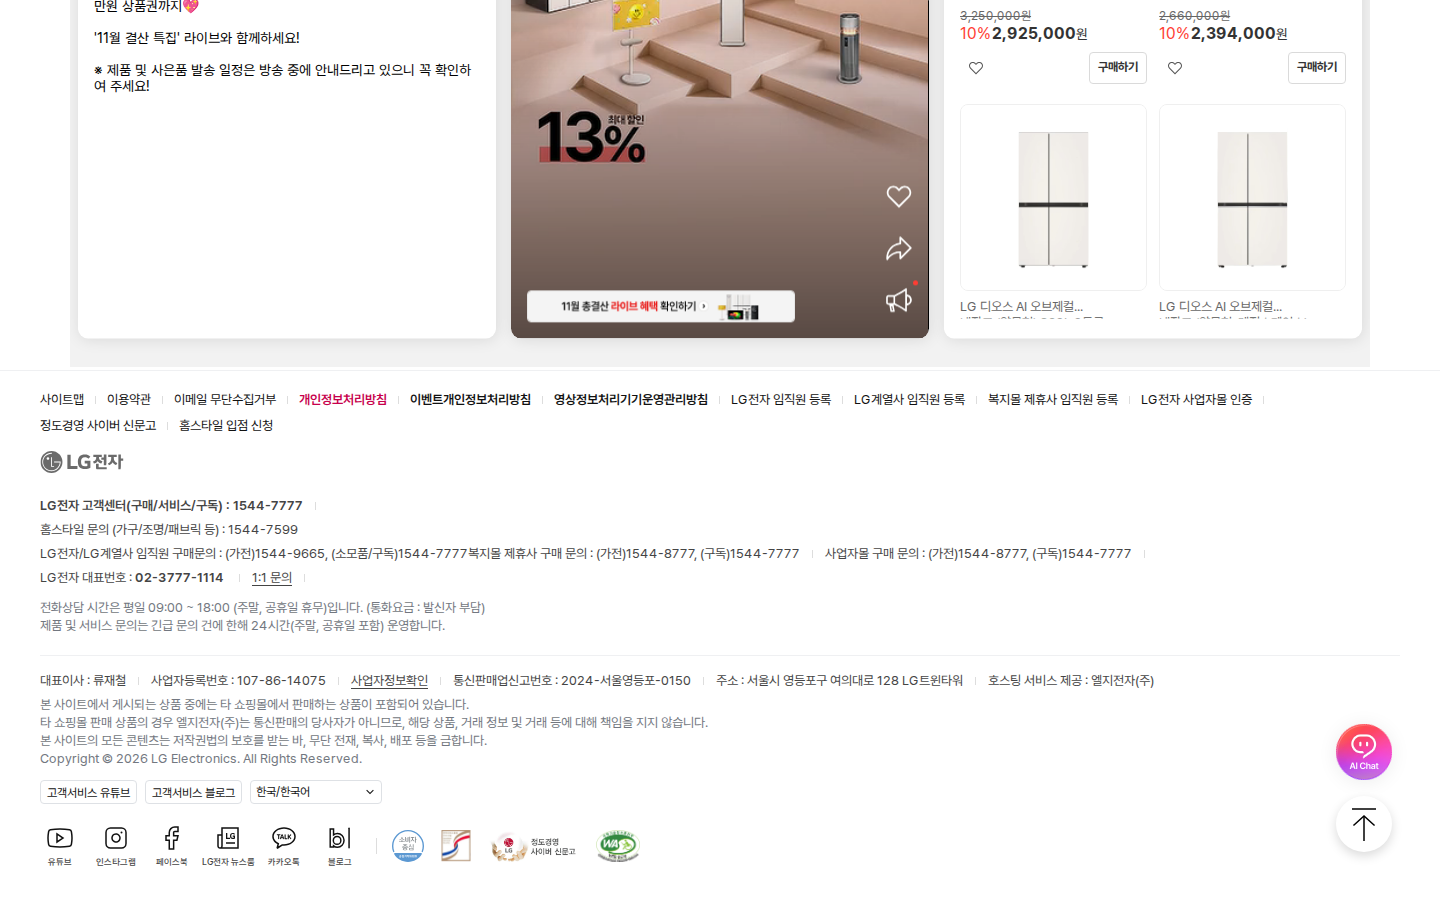 만원 상품권까지💖
'11월 결산 특집' 라이브와 함께하세요!
※ 제품 및 사은품 발송 일정은 방송 중에 안내드리고 있으니 꼭 확인하
여 주세요!
최대 할인
13%
11월 총결산 라이브 혜택 확인하기 ›
3,250,000원
10% 2,925,000원
구매하기
2,660,000원
10% 2,394,000원
구매하기
LG 디오스 AI 오브제컬...
LG 디오스 AI 오브제컬...
사이트맵
이용약관
이메일 무단수집거부
개인정보처리방침
이벤트개인정보처리방침
영상정보처리기기운영관리방침
LG전자 임직원 등록
LG계열사 임직원 등록
복지몰 제휴사 임직원 등록
LG전자 사업자몰 인증
정도경영 사이버 신문고
홈스타일 입점 신청
LG전자
LG전자 고객센터(구매/서비스/구독) : 1544-7777
홈스타일 문의 (가구/조명/패브릭 등) : 1544-7599
LG전자/LG계열사 임직원 구매문의 : (가전)1544-9665, (소모품/구독)1544-7777복지몰 제휴사 구매 문의 : (가전)1544-8777, (구독)1544-7777
사업자몰 구매 문의 : (가전)1544-8777, (구독)1544-7777
LG전자 대표번호 : 02-3777-1114
1:1 문의
전화상담 시간은 평일 09:00 ~ 18:00 (주말, 공휴일 휴무)입니다. (통화요금 : 발신자 부담)
제품 및 서비스 문의는 긴급 문의 건에 한해 24시간(주말, 공휴일 포함) 운영합니다.
대표이사 : 류재철
사업자등록번호 : 107-86-14075
사업자정보확인
통신판매업신고번호 : 2024-서울영등포-0150
주소 : 서울시 영등포구 여의대로 128 LG트윈타워
호스팅 서비스 제공 : 엘지전자(주)
본 사이트에서 게시되는 상품 중에는 타 쇼핑몰에서 판매하는 상품이 포함되어 있습니다.
타 쇼핑몰 판매 상품의 경우 엘지전자(주)는 통신판매의 당사자가 아니므로, 해당 상품, 거래 정보 및 거래 등에 대해 책임을 지지 않습니다.
본 사이트의 모든 콘텐츠는 저작권법의 보호를 받는 바, 무단 전재, 복사, 배포 등을 금합니다.
Copyright © 2026 LG Electronics. All Rights Reserved.
고객서비스 유튜브
고객서비스 블로그
한국/한국어
유튜브
인스타그램
페이스북
LG
LG전자 뉴스룸
TALK
카카오톡
블로그
소비자
중심
LG
정도경영
사이버 신문고
WA
AI Chat